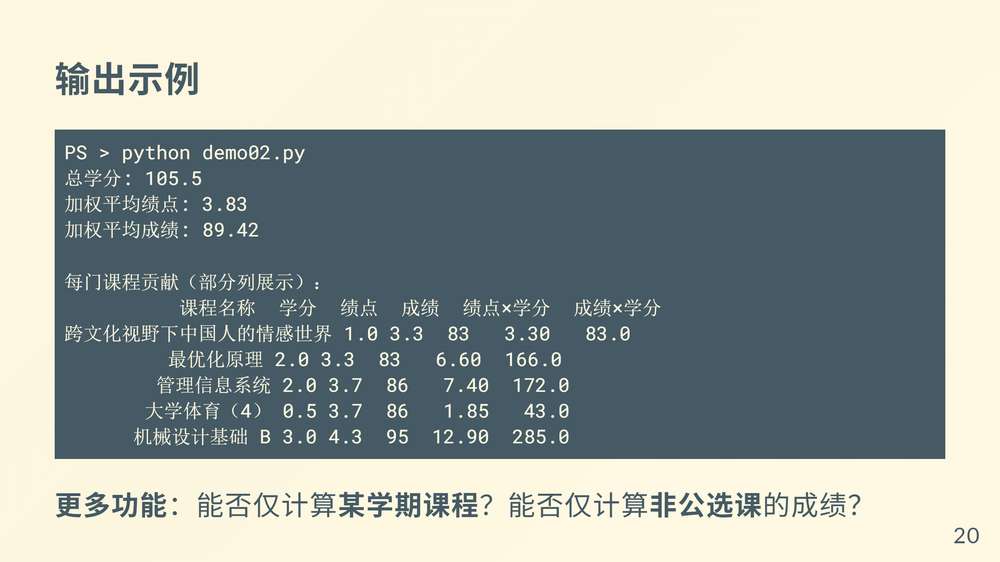 输出示例
PS > python demo02.py
总学分: 105.5
加权平均绩点: 3.83
加权平均成绩: 89.42
每门课程贡献（部分列展示）:
课程名称 学分 绩点 成绩 绩点×学分 成绩×学分
跨文化视野下中国人的情感世界 1.0 3.3 83 3.30 83.0
最优化原理 2.0 3.3 83 6.60 166.0
管理信息系统 2.0 3.7 86 7.40 172.0
大学体育（4） 0.5 3.7 86 1.85 43.0
机械设计基础 B 3.0 4.3 95 12.90 285.0
更多功能：能否仅计算某学期课程？能否仅计算非公选课的成绩？
20